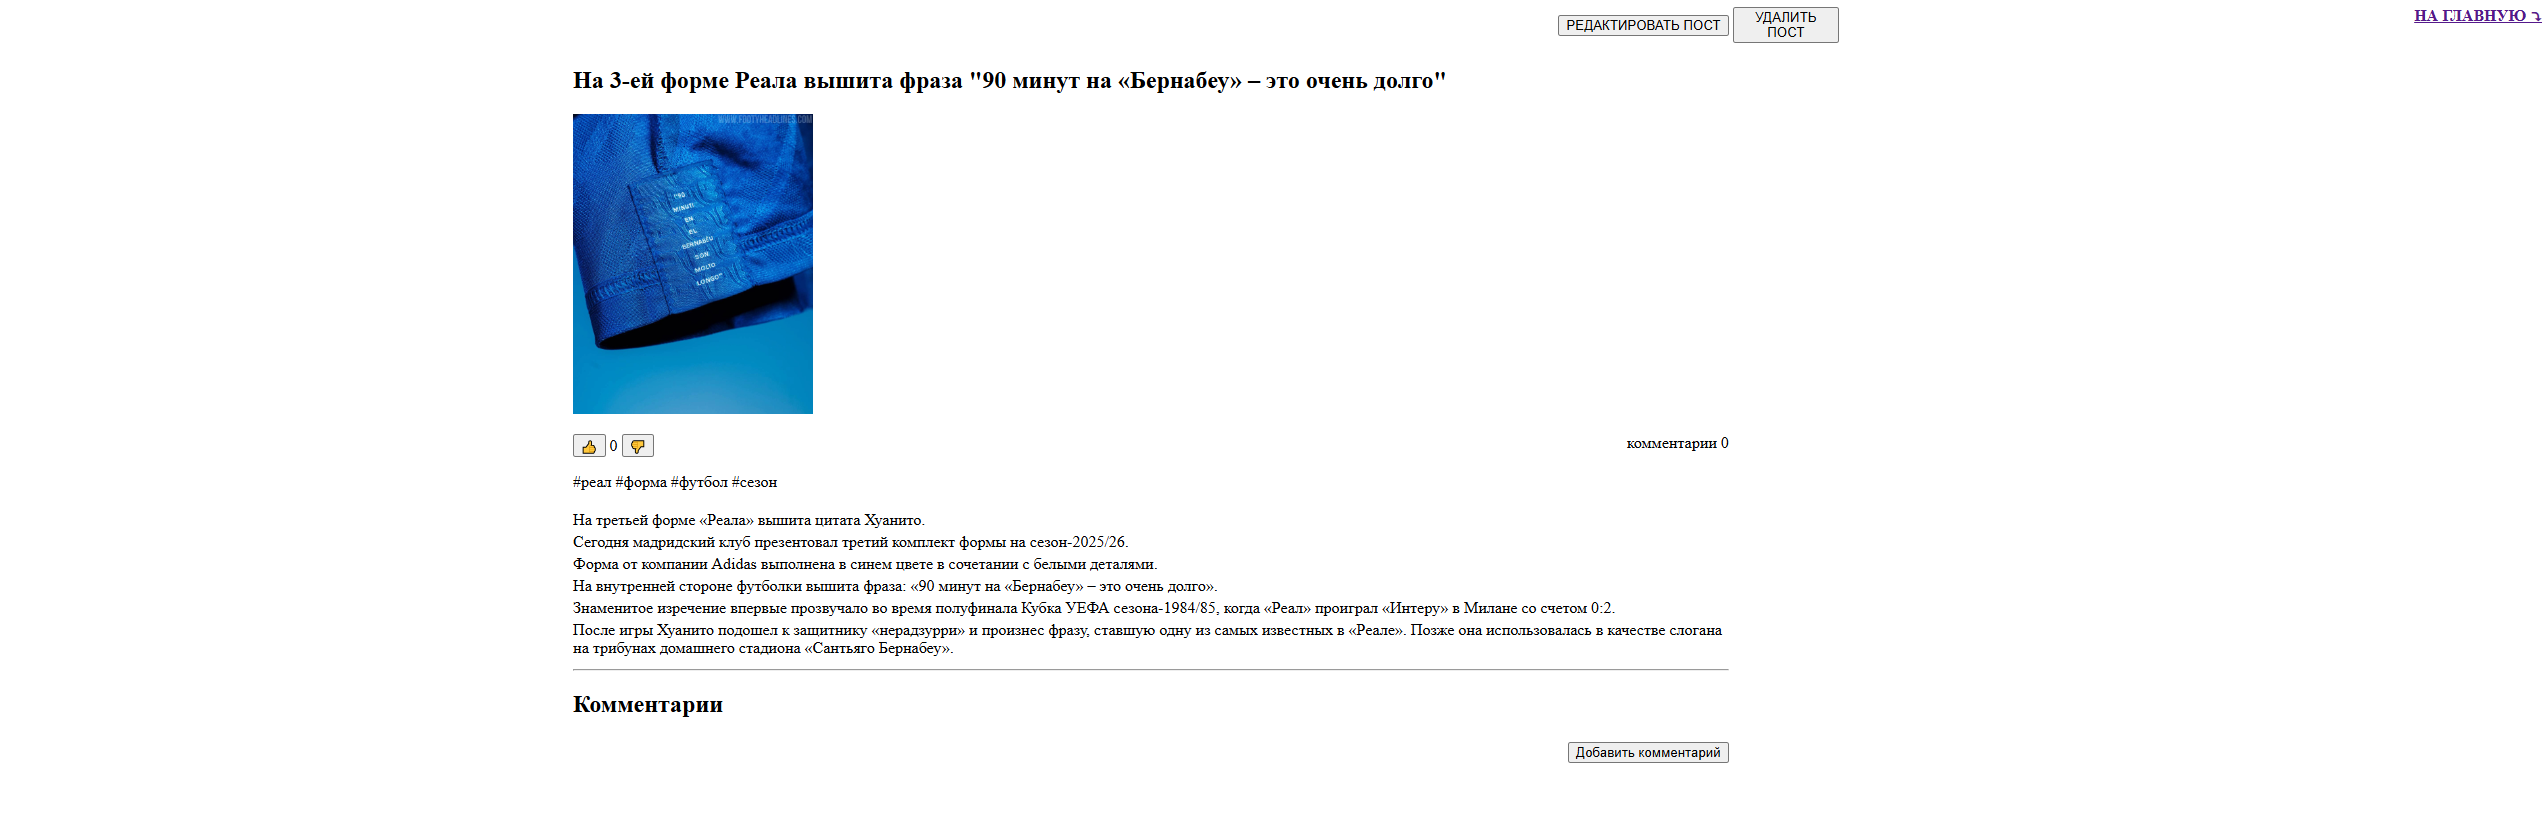 РЕДАКТИРОВАТЬ ПОСТ
УДАЛИТЬ
ПОСТ
НА ГЛАВНУЮ ⤵
На 3-ей форме Реала вышита фраза "90 минут на «Бернабеу» – это очень долго"
WWW.FOOTYHEADLINES.COM
"90
MINUTI
EN
EL
BERNABÉU
SON
MOLTO
LONGO"
👍 0 👎
комментарии 0
#реал #форма #футбол #сезон
На третьей форме «Реала» вышита цитата Хуанито.
Сегодня мадридский клуб презентовал третий комплект формы на сезон-2025/26.
Форма от компании Adidas выполнена в синем цвете в сочетании с белыми деталями.
На внутренней стороне футболки вышита фраза: «90 минут на «Бернабеу» – это очень долго».
Знаменитое изречение впервые прозвучало во время полуфинала Кубка УЕФА сезона-1984/85, когда «Реал» проиграл «Интеру» в Милане со счетом 0:2.
После игры Хуанито подошел к защитнику «нерадзурри» и произнес фразу, ставшую одну из самых известных в «Реале». Позже она использовалась в качестве слогана
на трибунах домашнего стадиона «Сантьяго Бернабеу».
Комментарии
Добавить комментарий